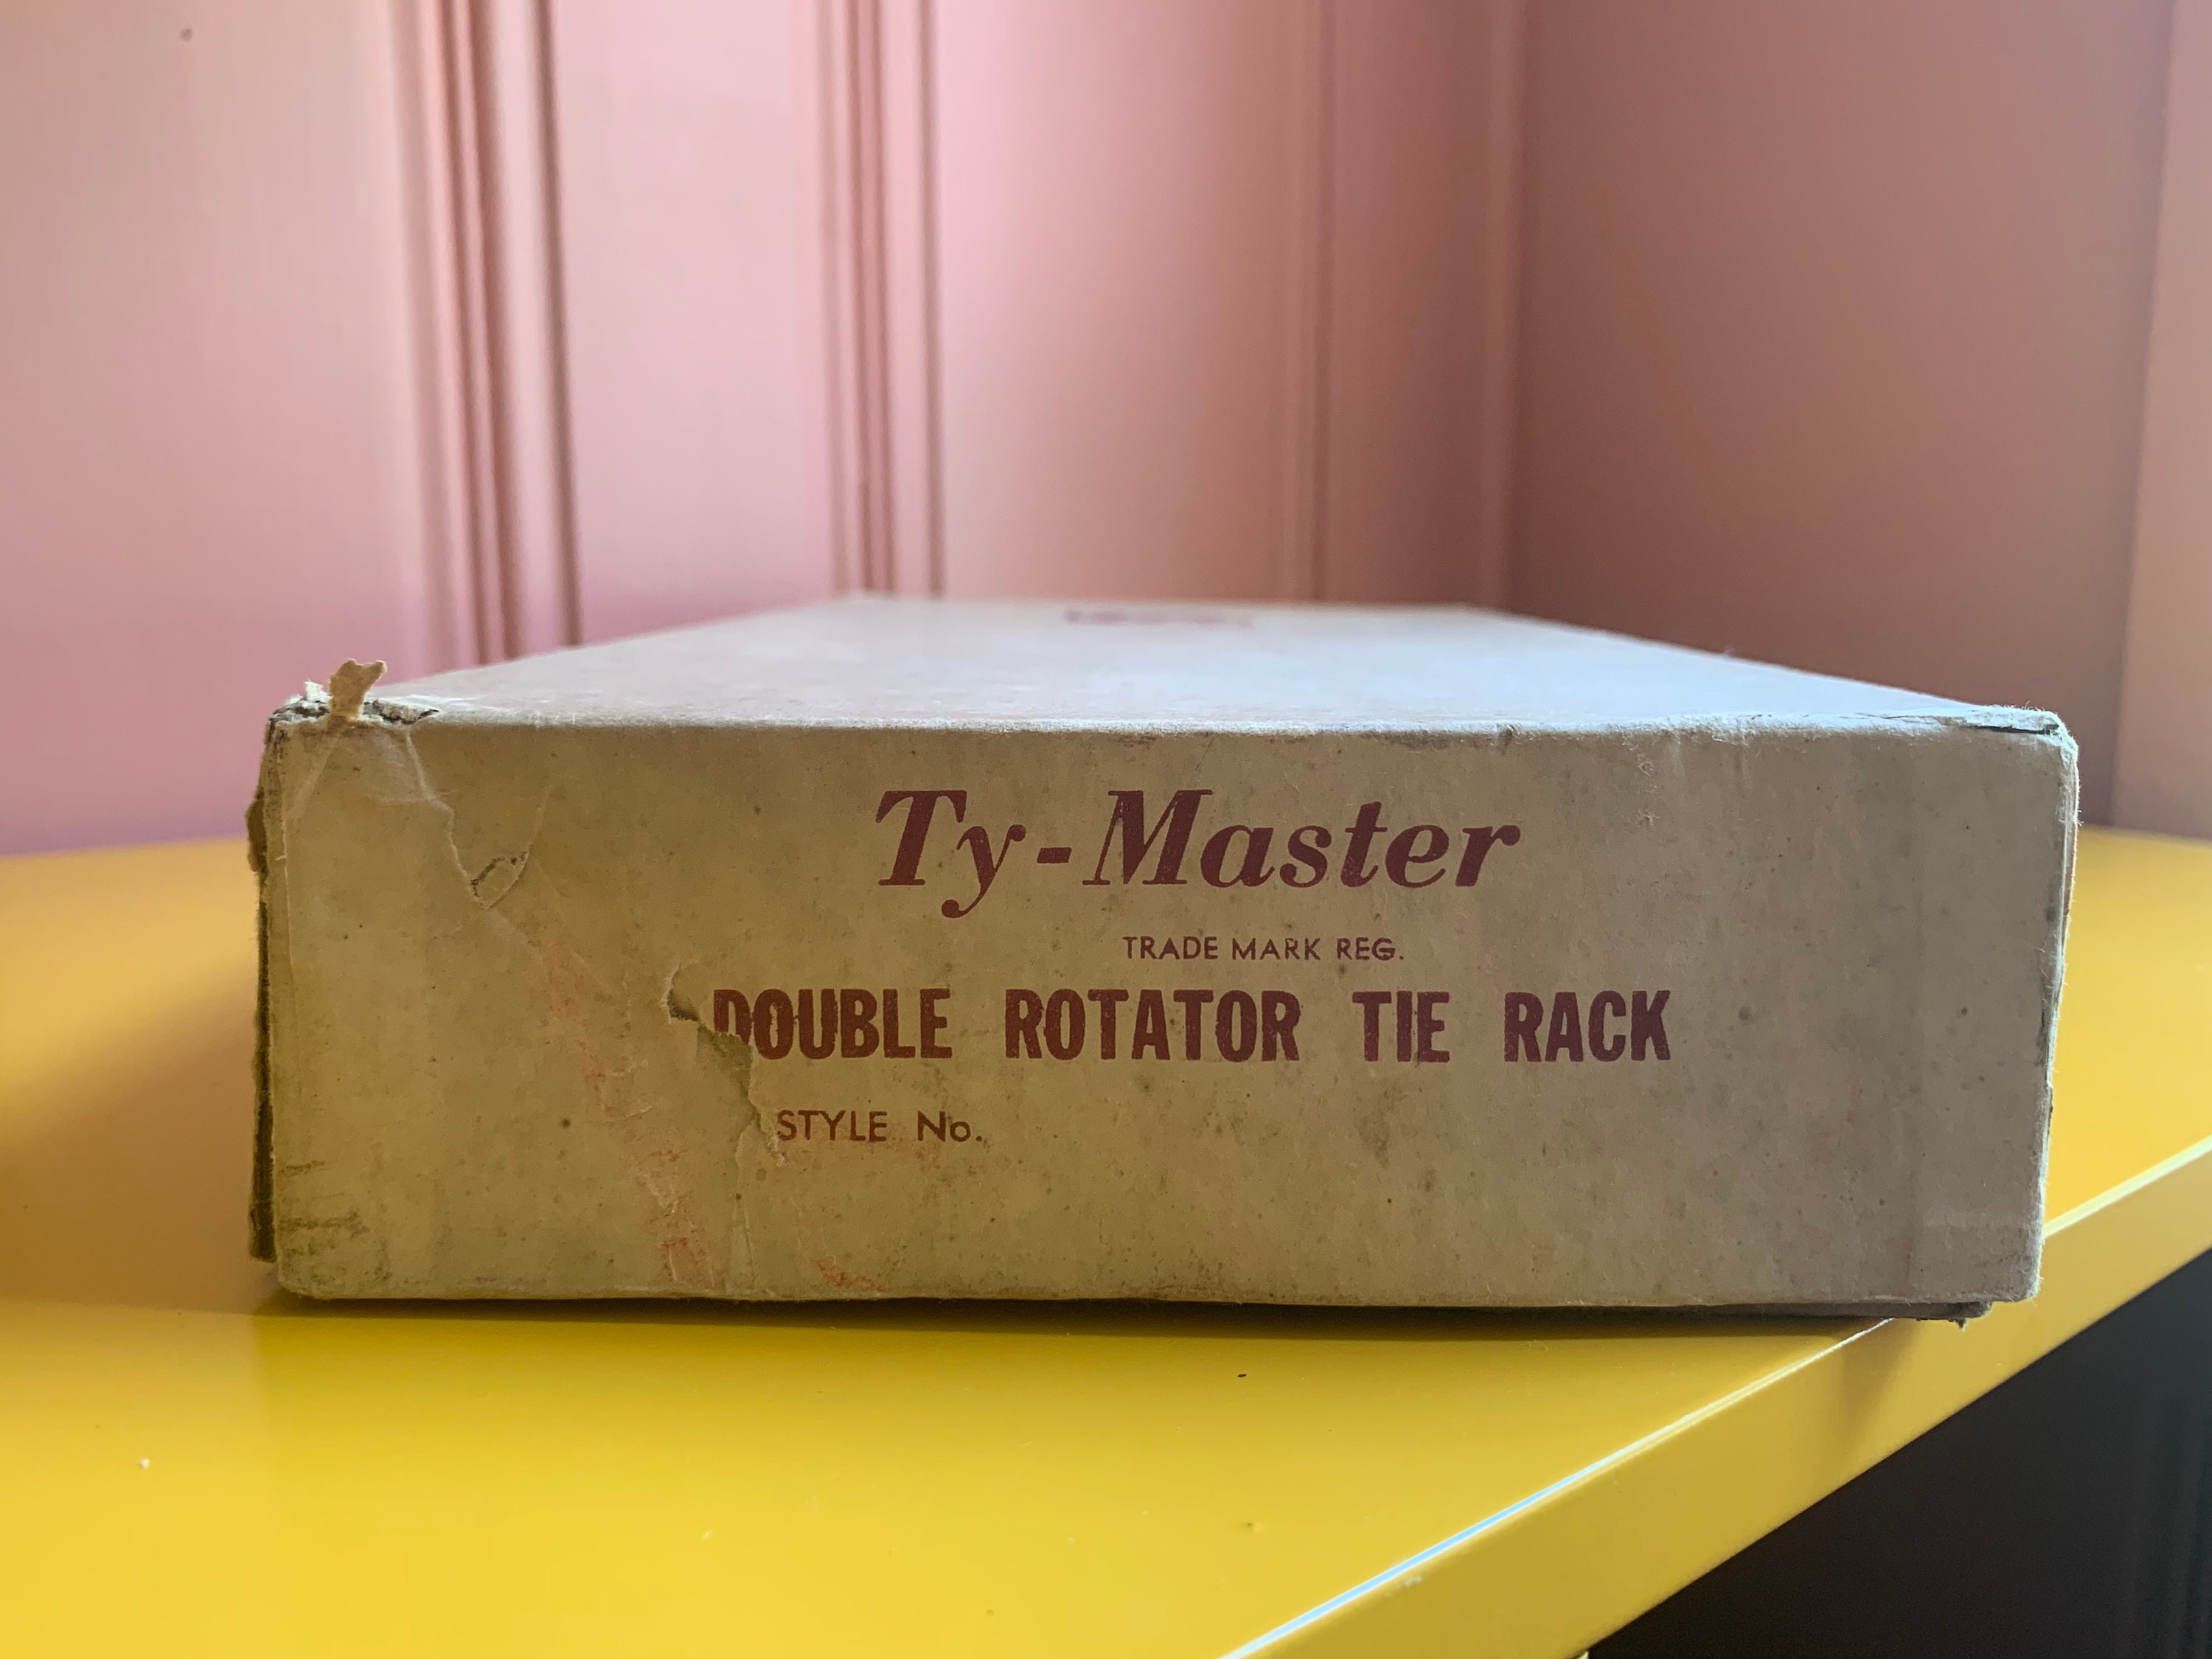 Ty-Master
TRADE MARK REG.
DOUBLE ROTATOR TIE RACK
STYLE No.